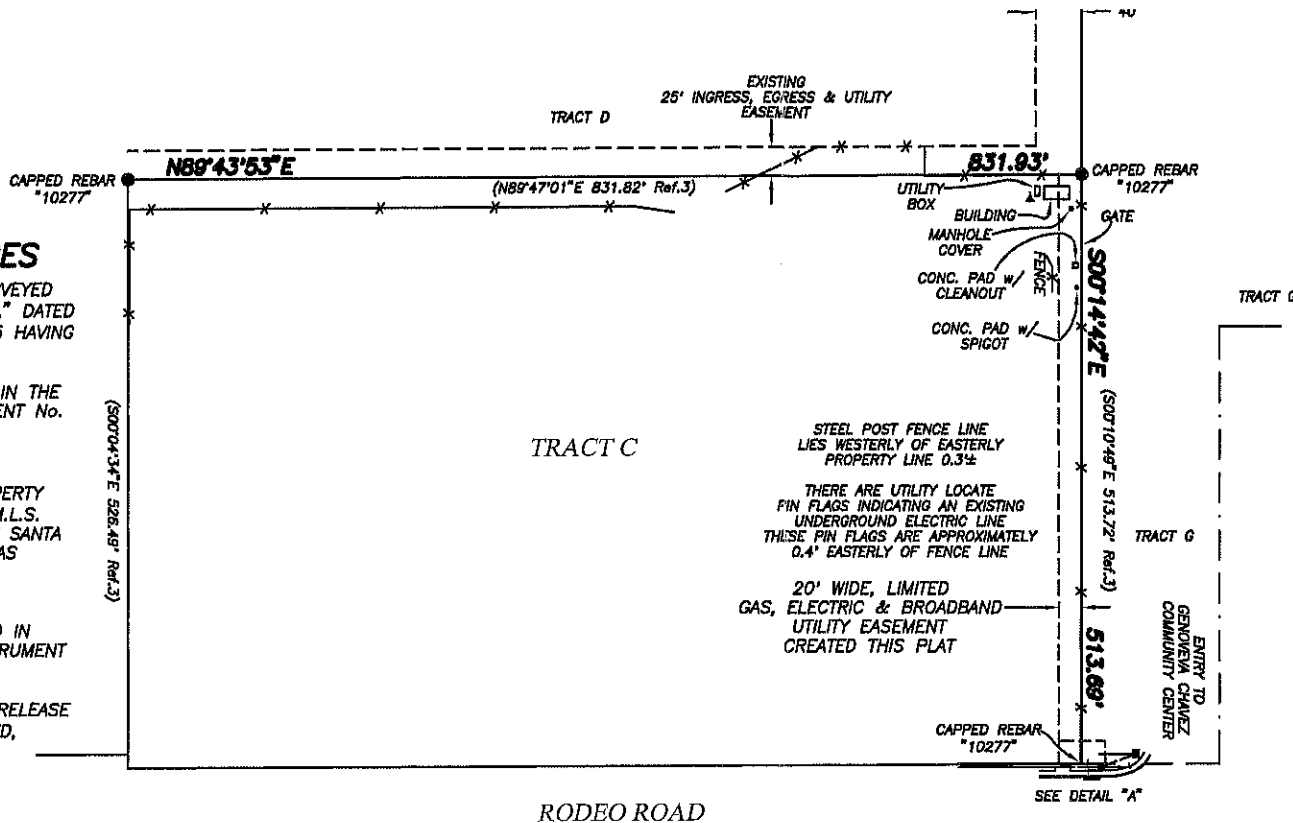 40'
EXISTING
25' INGRESS, EGRESS & UTILITY
EASEMENT
TRACT D
N89°43'53"E
831.93'
CAPPED REBAR
"10277"
(N89°47'01"E 831.82' Ref.3)
CAPPED REBAR
"10277"
UTILITY
BOX
BUILDING
MANHOLE
COVER
GATE
FENCE
CONC. PAD w/
CLEANOUT
CONC. PAD w/
SPIGOT
S00°14'42"E
TRACT G
ES
VEYED
" DATED
HAVING
IN THE
ENT No.
PERTY
M.L.S.
SANTA
AS
IN
RUMENT
RELEASE
ED,
(S00°04'34"E 526.49' Ref.3)
TRACT C
STEEL POST FENCE LINE
LIES WESTERLY OF EASTERLY
PROPERTY LINE 0.3'±
THERE ARE UTILITY LOCATE
PIN FLAGS INDICATING AN EXISTING
UNDERGROUND ELECTRIC LINE
THESE PIN FLAGS ARE APPROXIMATELY
0.4' EASTERLY OF FENCE LINE
(S00°10'49"E 513.72' Ref.3)
TRACT G
20' WIDE, LIMITED
GAS, ELECTRIC & BROADBAND
UTILITY EASEMENT
CREATED THIS PLAT
513.69'
ENTRY TO
GENOVEVA CHAVEZ
COMMUNITY CENTER
CAPPED REBAR
"10277"
SEE DETAIL "A"
RODEO ROAD